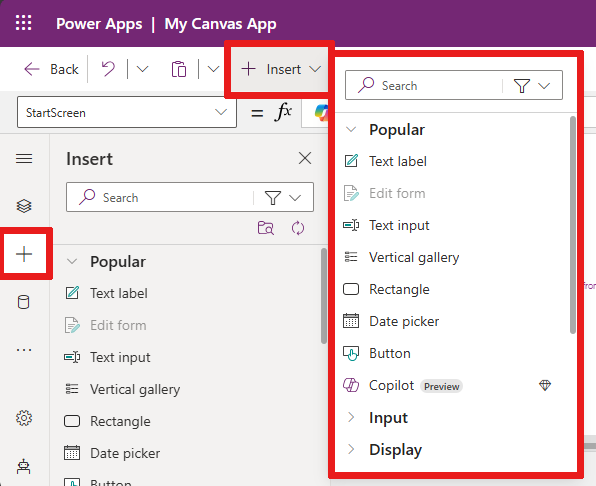 Power Apps | My Canvas App
Back
Insert
StartScreen
= fx
Insert
Search
Popular
Text label
Edit form
Text input
Vertical gallery
Rectangle
Date picker
Button
Search
Popular
Text label
Edit form
Text input
Vertical gallery
Rectangle
Date picker
Button
Copilot Preview
Input
Display
from